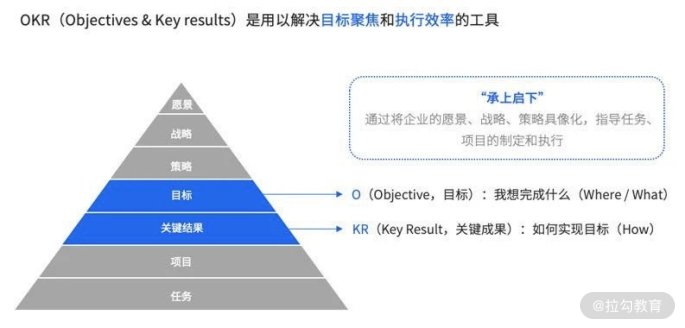 OKR（Objectives & Key results）是用以解决目标聚焦和执行效率的工具
愿景
战略
策略
目标
关键结果
项目
任务
“承上启下”
通过将企业的愿景、战略、策略具像化，指导任务、
项目的制定和执行
O（Objective，目标）：我想完成什么（Where / What）
KR（Key Result，关键成果）：如何实现目标（How）
@拉勾教育